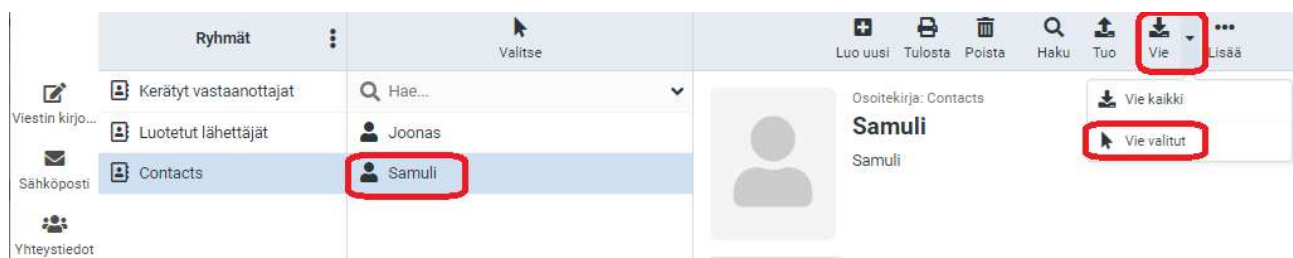 Ryhmät
Valitse
Luo uusi Tulosta Poista Haku Tuo Vie Lisää
Viestin kirjo...
Sähköposti
Yhteystiedot
Kerätyt vastaanottajat
Luotetut lähettäjät
Contacts
Hae...
Joonas
Samuli
Osoitekirja: Contacts
Samuli
Samuli
Vie kaikki
Vie valitut